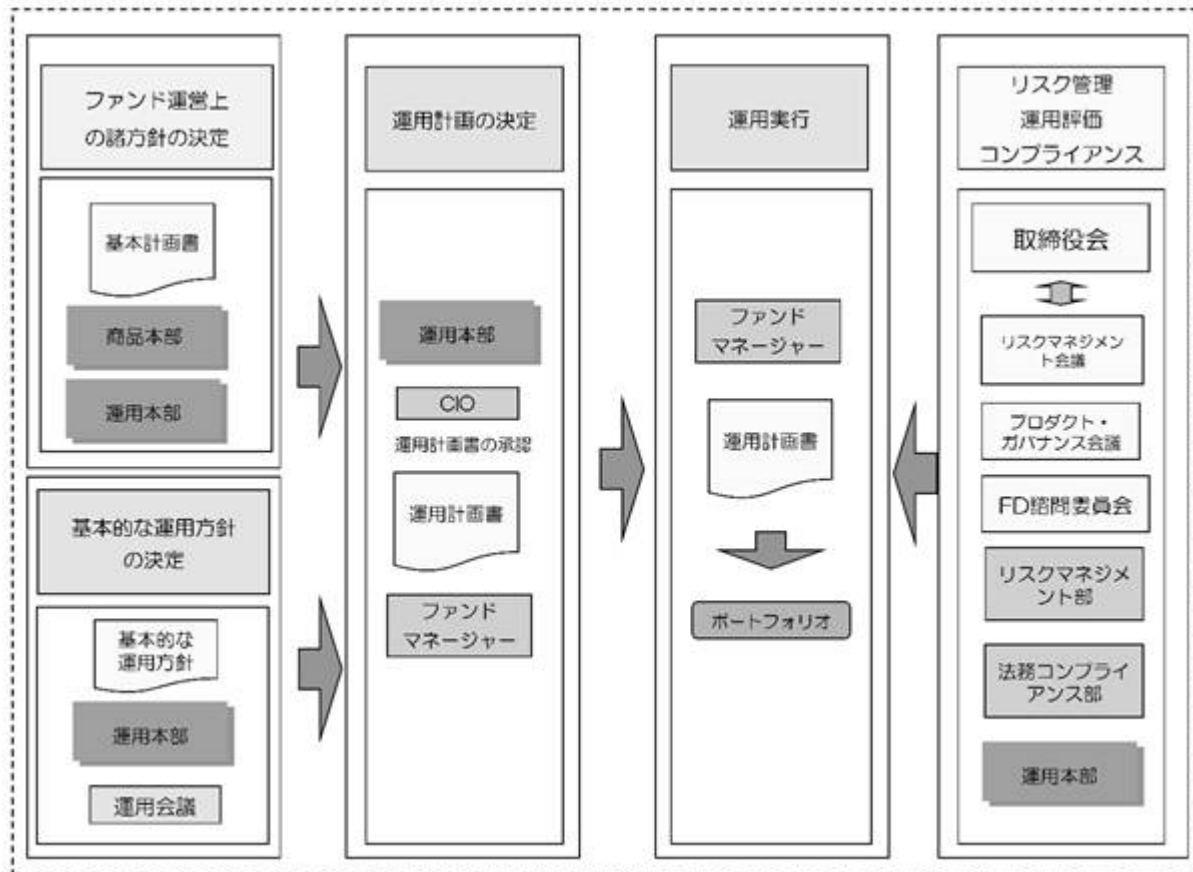 ファンド運営上
の諸方針の決定
基本計画書
商品本部
運用本部
基本的な運用方針
の決定
基本的な
運用方針
運用本部
運用会議
運用計画の決定
運用本部
CIO
運用計画書の承認
運用計画書
ファンド
マネージャー
運用実行
ファンド
マネージャー
運用計画書
ポートフォリオ
リスク管理
運用評価
コンプライアンス
取締役会
リスクマネジメン
ト会議
プロダクト・
ガバナンス会議
FD諮問委員会
リスクマネジメ
ント部
法務コンプライ
アンス部
運用本部